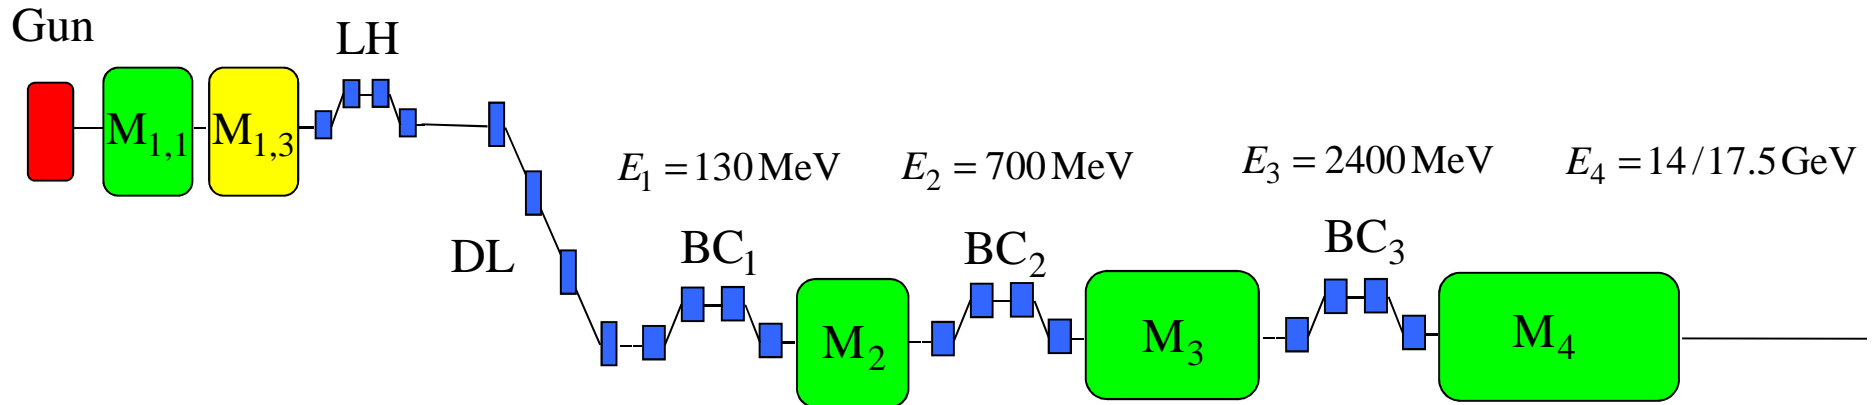 Gun
LH
M1,1
M1,3
E1 = 130 MeV
E2 = 700 MeV
E3 = 2400 MeV
E4 = 14 / 17.5 GeV
DL
BC1
BC2
BC3
M2
M3
M4